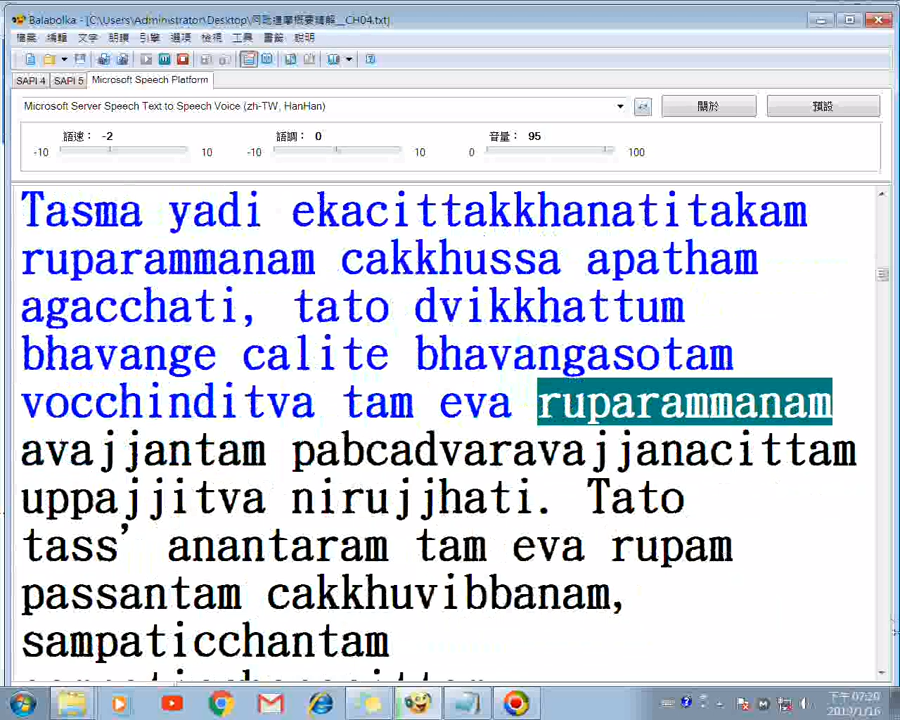 Balabolka - [C:\Users\Administrator\Desktop\阿毗達摩概要精解__CH04.txt]
檔案 編輯 文字 朗讀 引擎 選項 檢視 工具 書籤 說明
SAPI 4 SAPI 5 Microsoft Speech Platform
Microsoft Server Speech Text to Speech Voice (zh-TW, HanHan) 關於 預設
語速： -2 語調： 0 音量： 95
-10 10 -10 10 0 100
Tasma yadi ekacittakkhanatitakam
ruparammanam cakkhussa apatham
agacchati, tato dvikkhattum
bhavange calite bhavangasotam
vocchinditva tam eva ruparammanam
avajjantam pabcadvaravajjanacittam
uppajjitva nirujjhati. Tato
tass’ anantaram tam eva rupam
passantam cakkhuvibbanam,
sampaticchantam
下午 07:20
2019/1/16